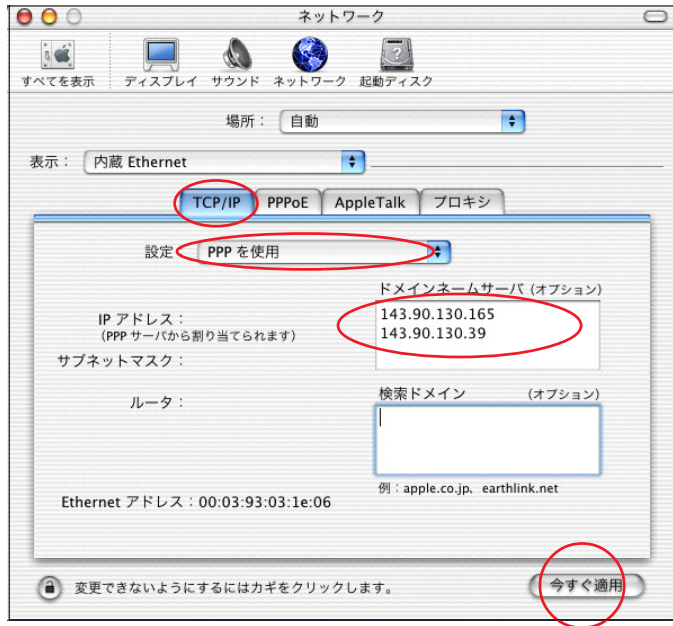 ネットワーク
すべてを表示 ディスプレイ サウンド ネットワーク 起動ディスク
場所： 自動
表示： 内蔵 Ethernet
TCP/IP PPPoE AppleTalk プロキシ
設定 PPP を使用
ドメインネームサーバ (オプション)
IP アドレス：
143.90.130.165
(PPP サーバから割り当てられます)
143.90.130.39
サブネットマスク：
ルータ：
検索ドメイン (オプション)
例：apple.co.jp、earthlink.net
Ethernet アドレス：00:03:93:03:1e:06
変更できないようにするにはカギをクリックします。
今すぐ適用